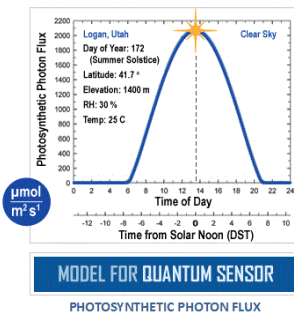 Photosynthetic Photon Flux
2200
2000
1800
1600
1400
1200
1000
800
600
400
200
0
Logan, Utah
Clear Sky
Day of Year: 172
(Summer Solstice)
Latitude: 41.7 °
Elevation: 1400 m
RH: 30 %
Temp: 25 C
µmol
m² s¹
0 2 4 6 8 10 12 14 16 18 20 22 24
Time of Day
-12 -10 -8 -6 -4 -2 0 2 4 6 8 10
Time from Solar Noon (DST)
MODEL FOR QUANTUM SENSOR
PHOTOSYNTHETIC PHOTON FLUX